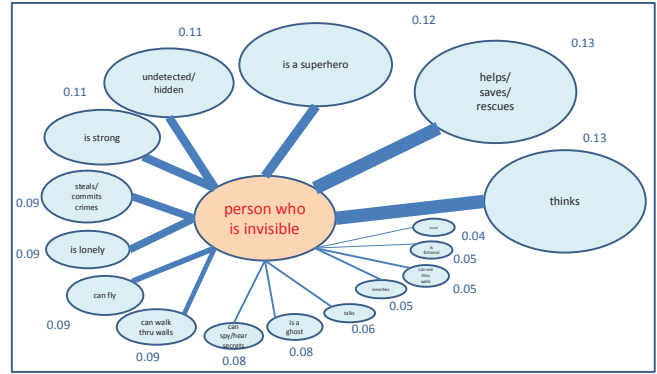 0.12
0.11
is a superhero
0.13
undetected/
hidden
helps/
saves/
rescues
0.11
is strong
0.13
steals/
commits
crimes
0.09
thinks
person who
is invisible
0.04
is lonely
0.09
is
fictional
0.05
can see
thru
walls
0.05
can fly
breathes
0.05
0.09
can walk
thru walls
talks
0.06
is a
ghost
can
spy/hear
secrets
0.09
0.08
0.08